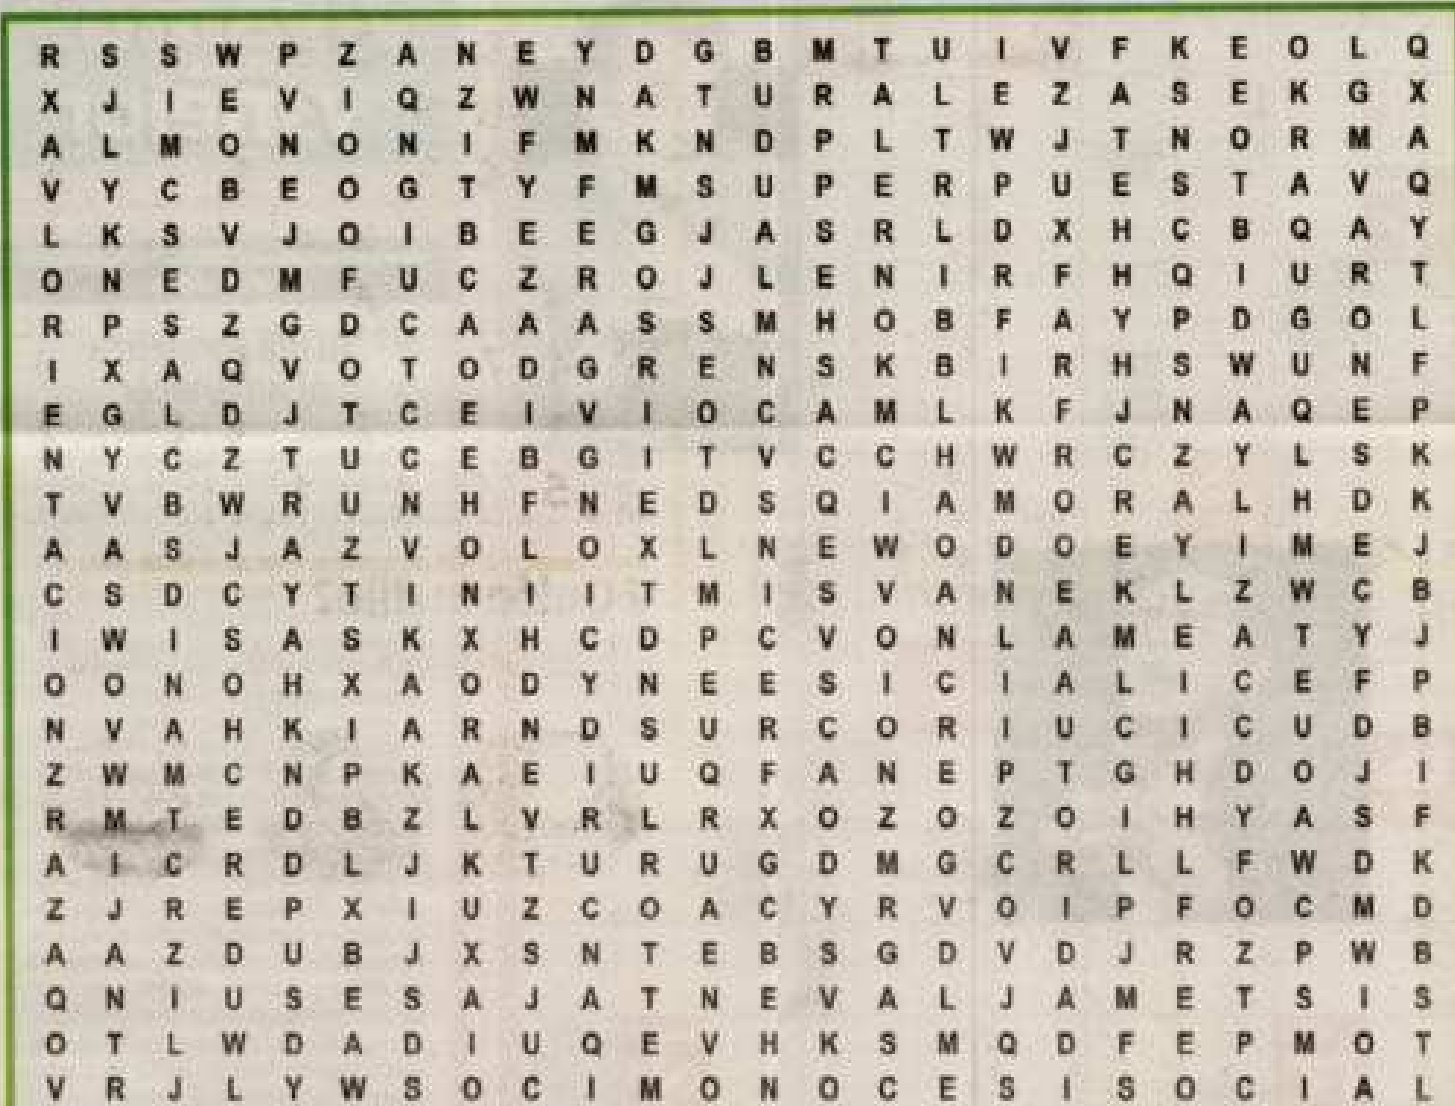 R S S W P Z A N E Y D G B M T U I V F K E O L Q
X J I E V I Q Z W N A T U R A L E Z A S E K G X
A L M O N O N I F M K N D P L T W J T N O R M A
V Y C B E O G T Y F M S U P E R P U E S T A V Q
L K S V J O I B E E G J A S R L D X H C B Q A Y
O N E D M F U C Z R O J L E N I R F H Q I U R T
R P S Z G D C A A A S S M H O B F A Y P D G O L
I X A Q V O T O D G R E N S K B I R H S W U N F
E G L D J T C E I V I O C A M L K F J N A Q E P
N Y C Z T U C E B G I T V C C H W R C Z Y L S K
T V B W R U N H F N E D S Q I A M O R A L H D K
A A S J A Z V O L O X L N E W O D O E Y I M E J
C S D C Y T I N I I T M I S V A N E K L Z W C B
I W I S A S K X H C D P C V O N L A M E A T Y J
O O N O H X A O D Y N E E S I C I A L I C E F P
N V A H K I A R N D S U R C O R I U C I C U D B
Z W M C N P K A E I U Q F A N E P T G H D O J I
R M T E D B Z L V R L R X O Z O Z O I H Y A S F
A I C R D L J K T U R U G D M G C R L L F W D K
Z J R E P X I U Z C O A C Y R V O I P F O C M D
A A Z D U B J X S N T E B S G D V D J R Z P W B
Q N I U S E S A J A T N E V A L J A M E T S I S
O T L W D A D I U Q E V H K S M Q D F E P M O T
V R J L Y W S O C I M O N O C E S I S O C I A L